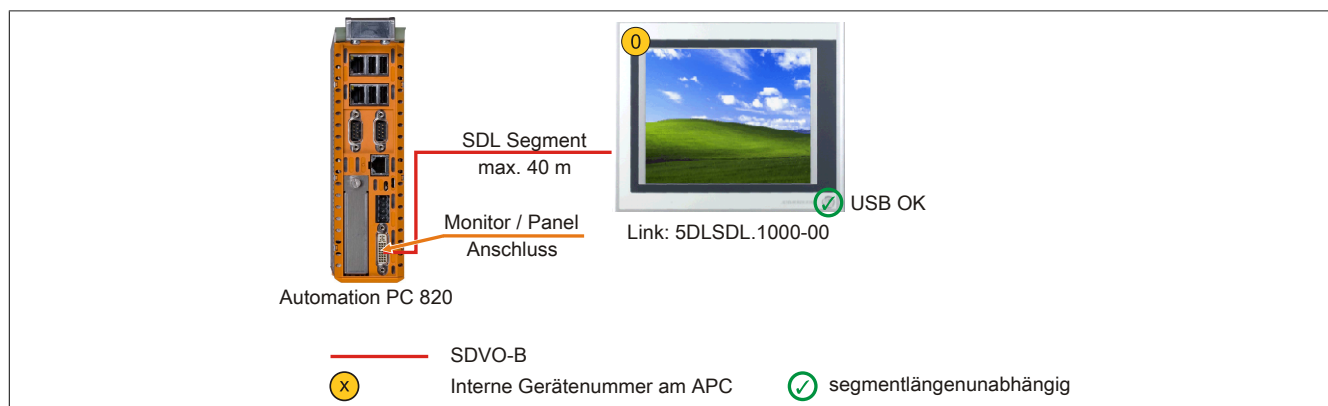 0
SDL Segment
max. 40 m
USB OK
Monitor / Panel
Anschluss
Link: 5DLSDL.1000-00
Automation PC 820
SDVO-B
x
Interne Gerätenummer am APC
segmentlängenunabhängig